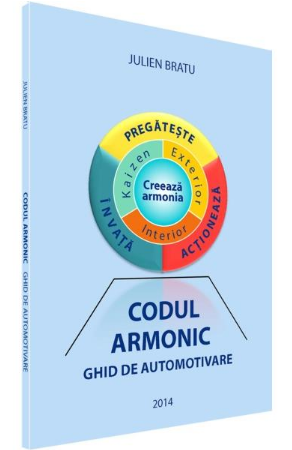 JULIEN BRATU
PREGĂTEȘTE
Kaizen
Exterior
Creează
armonia
Interior
ÎNVAȚĂ
ACȚIONEAZĂ
CODUL
ARMONIC
GHID DE AUTOMOTIVARE
2014
JULIEN BRATU
CODUL ARMONIC GHID DE AUTOMOTIVARE